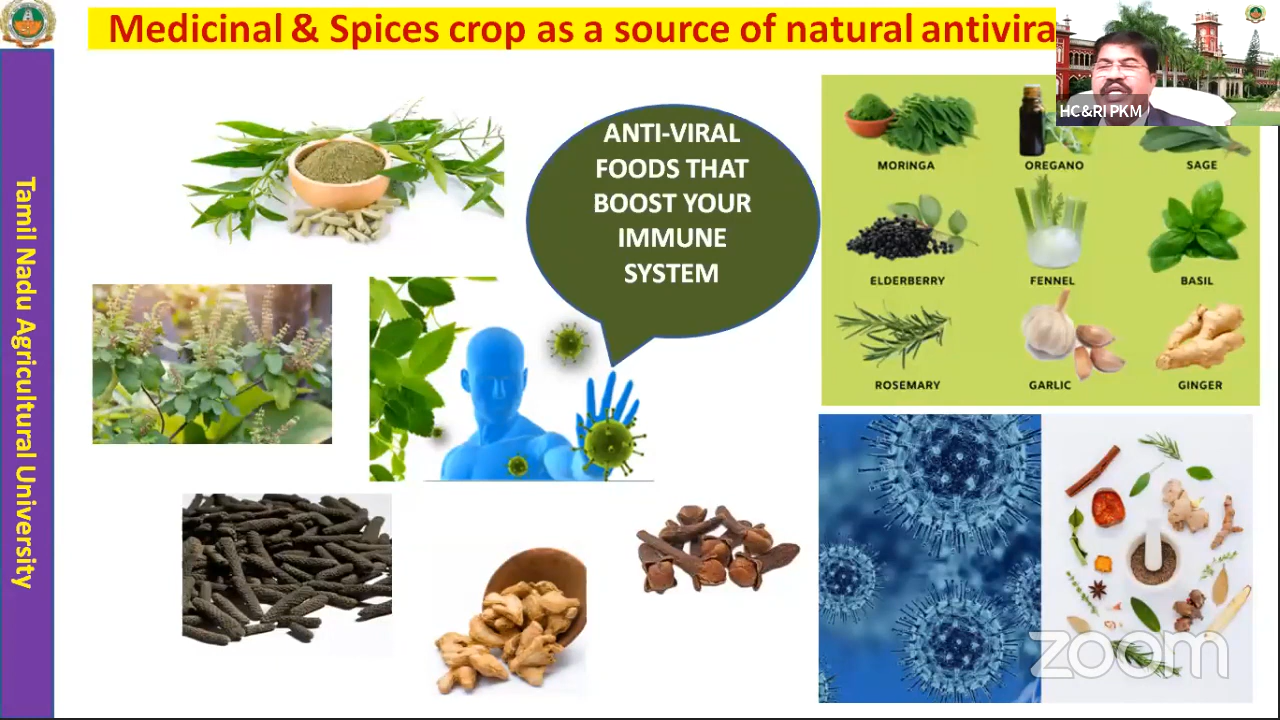 Medicinal & Spices crop as a source of natural antivira
HC&RI PKM
Tamil Nadu Agricultural University
ANTI-VIRAL
FOODS THAT
BOOST YOUR
IMMUNE
SYSTEM
MORINGA
OREGANO
SAGE
ELDERBERRY
FENNEL
BASIL
ROSEMARY
GARLIC
GINGER
zoom